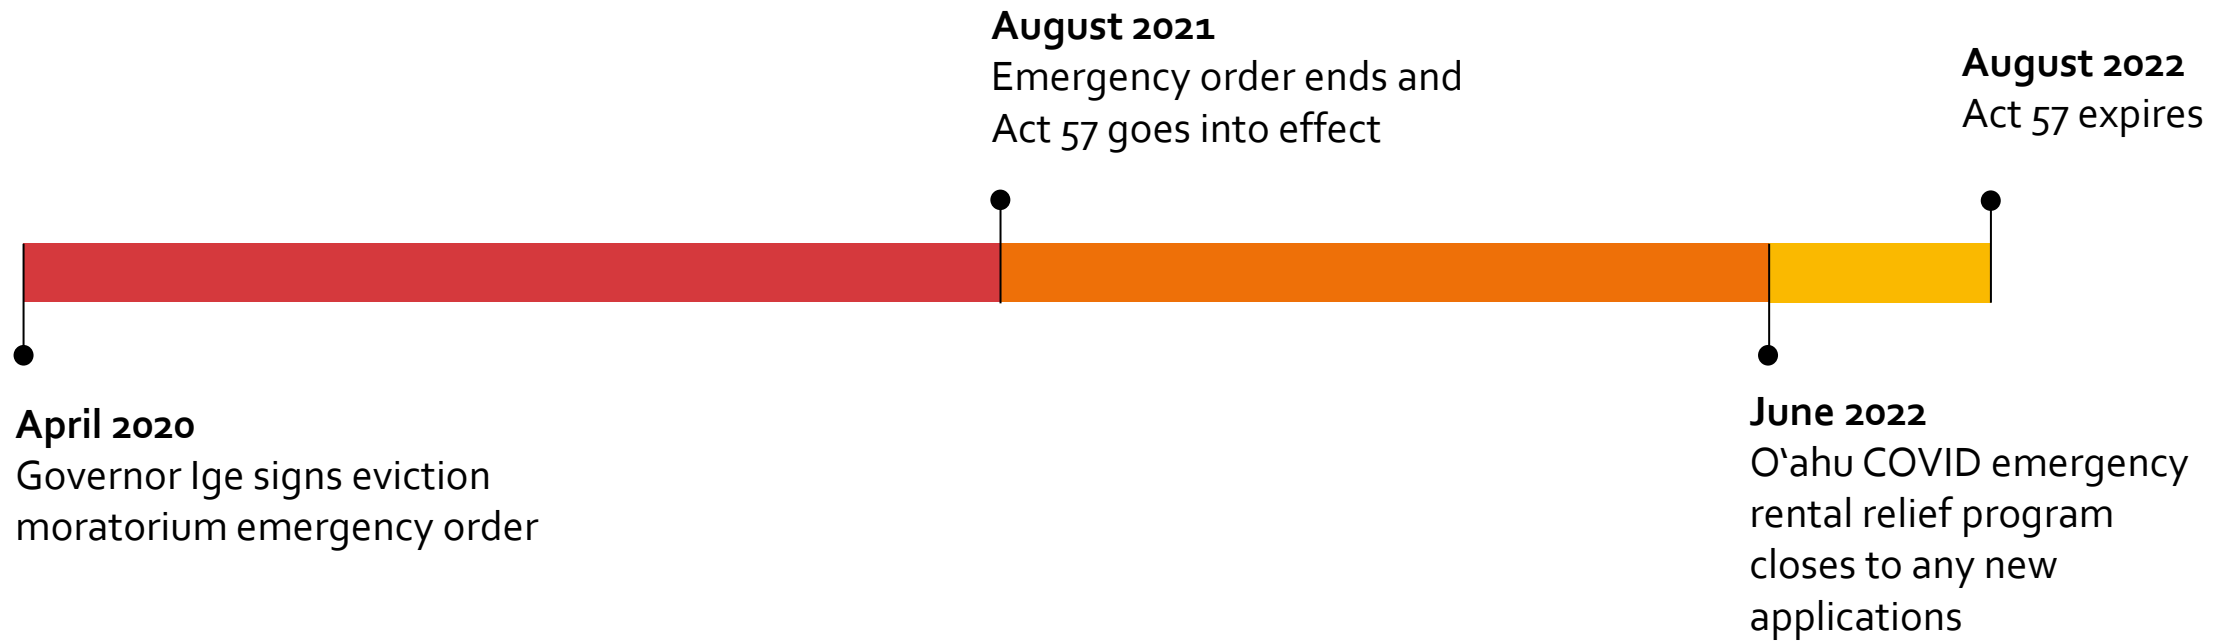 August 2021
Emergency order ends and
Act 57 goes into effect
August 2022
Act 57 expires
April 2020
Governor Ige signs eviction
moratorium emergency order
June 2022
O‘ahu COVID emergency
rental relief program
closes to any new
applications